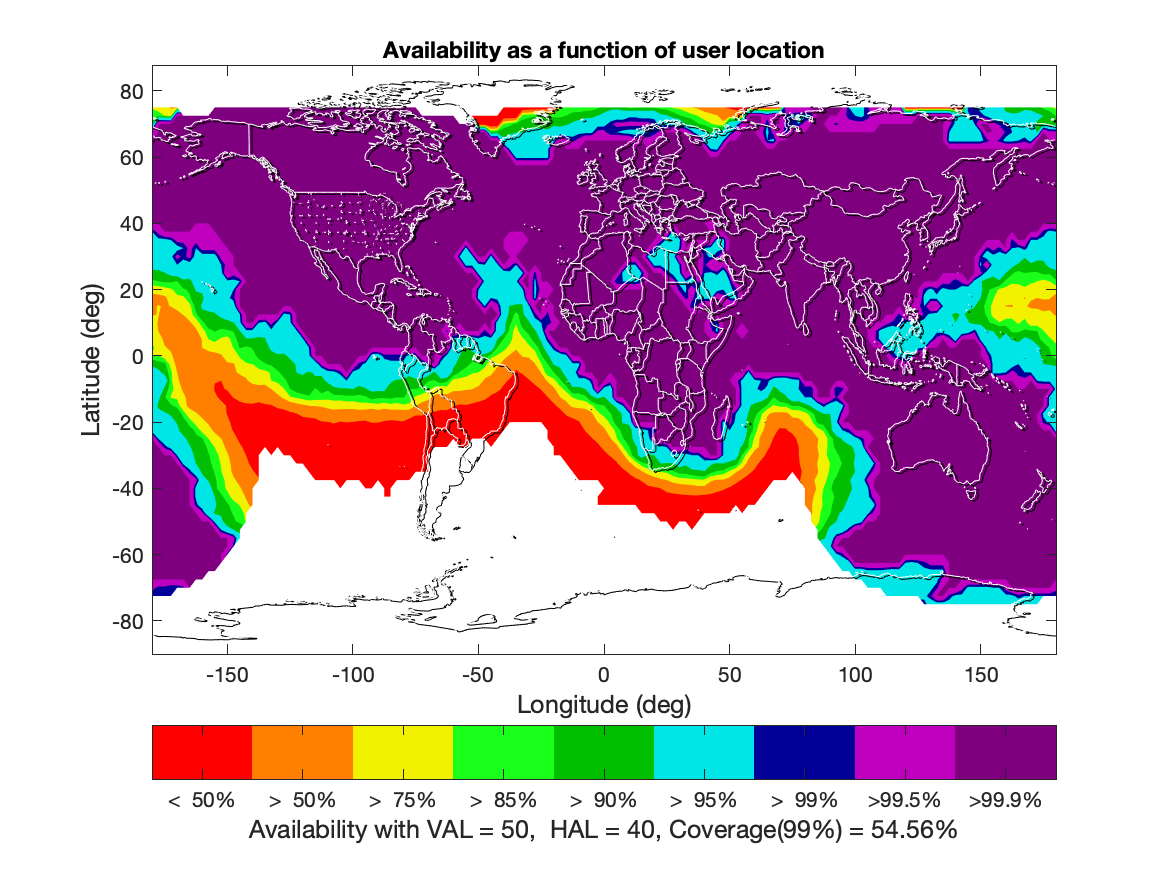 Availability as a function of user location
80
60
40
20
0
-20
-40
-60
-80
Latitude (deg)
-150 -100 -50 0 50 100 150
Longitude (deg)
< 50% > 50% > 75% > 85% > 90% > 95% > 99% >99.5% >99.9%
Availability with VAL = 50, HAL = 40, Coverage(99%) = 54.56%